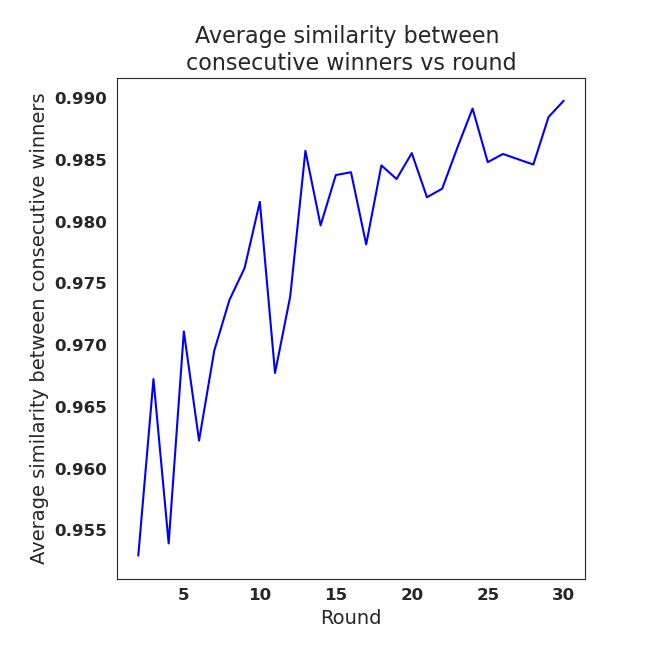 Average similarity between
consecutive winners vs round
Average similarity between consecutive winners
0.990
0.985
0.980
0.975
0.970
0.965
0.960
0.955
5 10 15 20 25 30
Round